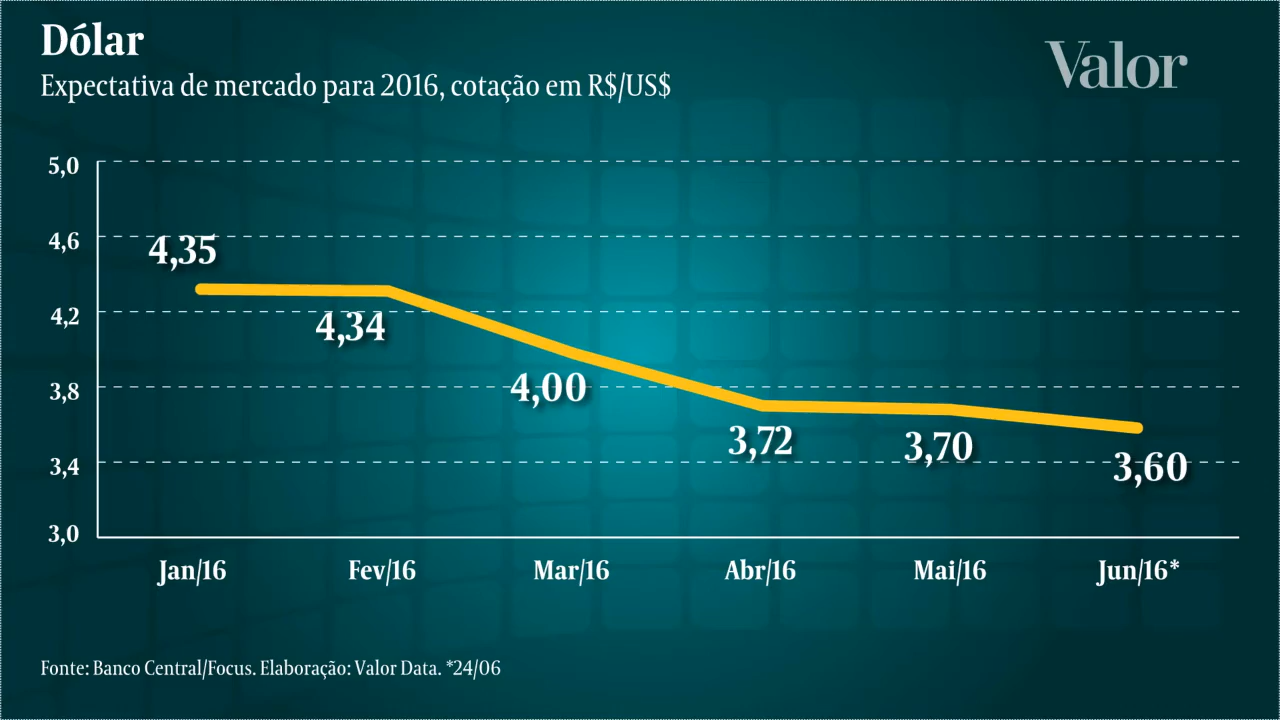 Dólar
Valor
Expectativa de mercado para 2016, cotação em R$/US$
5,0
4,6
4,2
3,8
3,4
3,0
4,35
4,34
4,00
3,72
3,70
3,60
Jan/16 Fev/16 Mar/16 Abr/16 Mai/16 Jun/16*
Fonte: Banco Central/Focus. Elaboração: Valor Data. *24/06